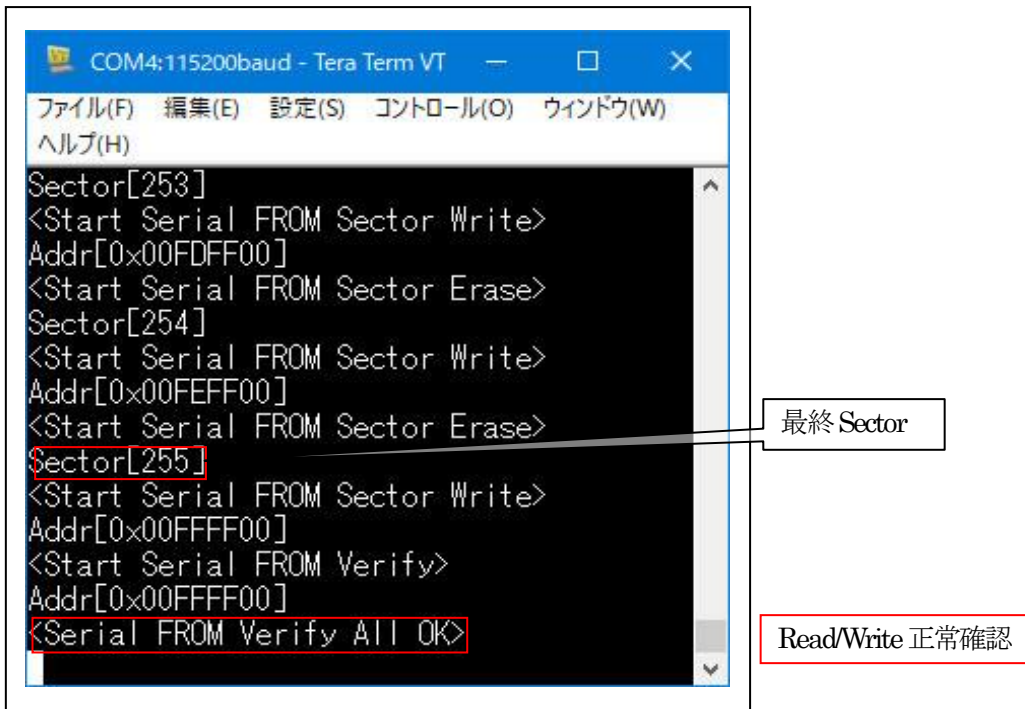 COM4:115200baud - Tera Term VT
ファイル(F) 編集(E) 設定(S) コントロール(O) ウィンドウ(W)
ヘルプ(H)
Sector[253]
<Start Serial FROM Sector Write>
Addr[0x00FDFF00]
<Start Serial FROM Sector Erase>
Sector[254]
<Start Serial FROM Sector Write>
Addr[0x00FEFF00]
<Start Serial FROM Sector Erase>
最終 Sector
Sector[255]
<Start Serial FROM Sector Write>
Addr[0x00FFFF00]
<Start Serial FROM Verify>
Addr[0x00FFFF00]
<Serial FROM Verify All OK>
Read/Write 正常確認